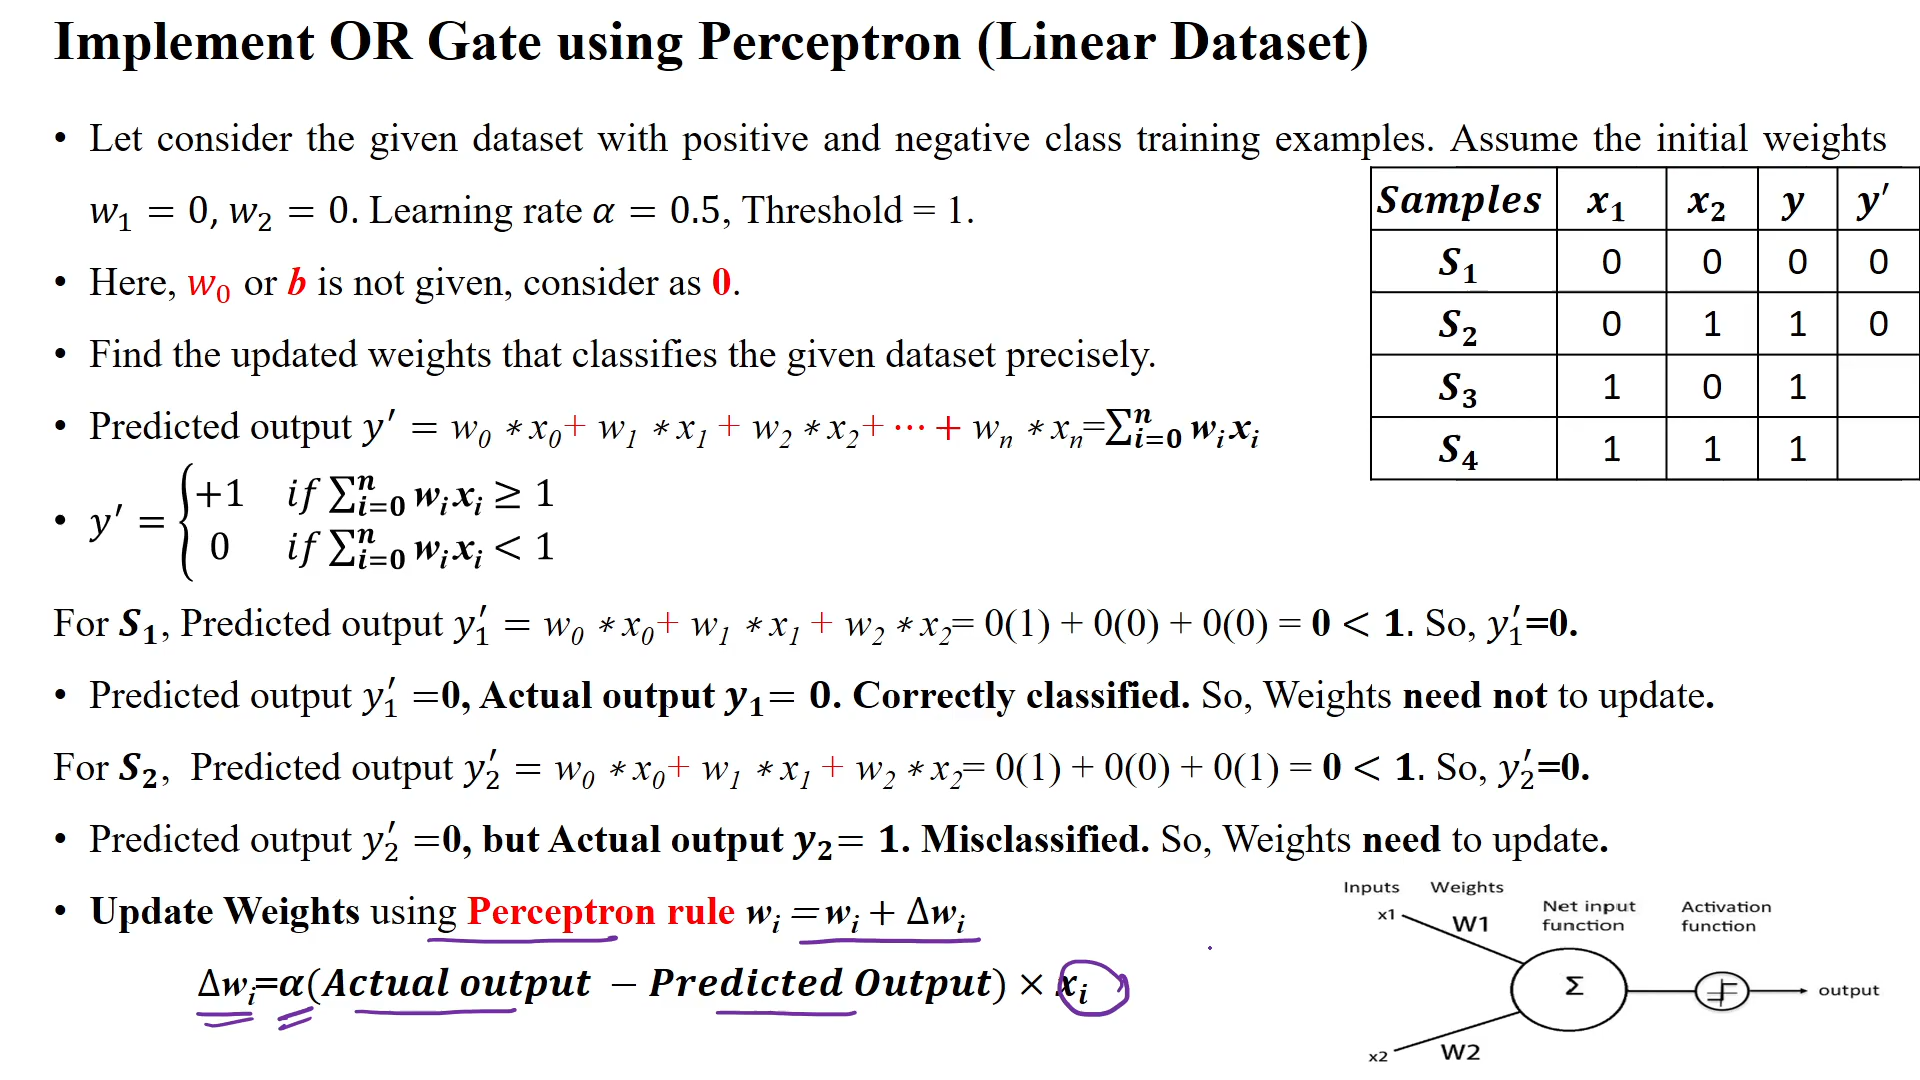 Implement OR Gate using Perceptron (Linear Dataset)
• Let consider the given dataset with positive and negative class training examples. Assume the initial weights
w₁ = 0, w₂ = 0. Learning rate α = 0.5, Threshold = 1.
• Here, w₀ or b is not given, consider as 0.
• Find the updated weights that classifies the given dataset precisely.
• Predicted output y′ = w₀ ∗ x₀+ w₁ ∗ x₁ + w₂ ∗ x₂+ ⋯ + wₙ ∗ xₙ=∑ⁿᵢ₌₀ wᵢxᵢ
• y′ = { +1 if ∑ⁿᵢ₌₀ wᵢxᵢ ≥ 1
0 if ∑ⁿᵢ₌₀ wᵢxᵢ < 1
Samples x₁ x₂ y y′
S₁ 0 0 0 0
S₂ 0 1 1 0
S₃ 1 0 1
S₄ 1 1 1
For S₁, Predicted output y₁′ = w₀ ∗ x₀+ w₁ ∗ x₁ + w₂ ∗ x₂= 0(1) + 0(0) + 0(0) = 0 < 1. So, y₁′=0.
• Predicted output y₁′ =0, Actual output y₁= 0. Correctly classified. So, Weights need not to update.
For S₂, Predicted output y₂′ = w₀ ∗ x₀+ w₁ ∗ x₁ + w₂ ∗ x₂= 0(1) + 0(0) + 0(1) = 0 < 1. So, y₂′=0.
• Predicted output y₂′ =0, but Actual output y₂= 1. Misclassified. So, Weights need to update.
• Update Weights using Perceptron rule wᵢ =wᵢ + Δwᵢ
Δwᵢ=α(Actual output − Predicted Output) × xᵢ
Inputs Weights
Net input function
Activation function
x1 W1
Σ
output
x2 W2